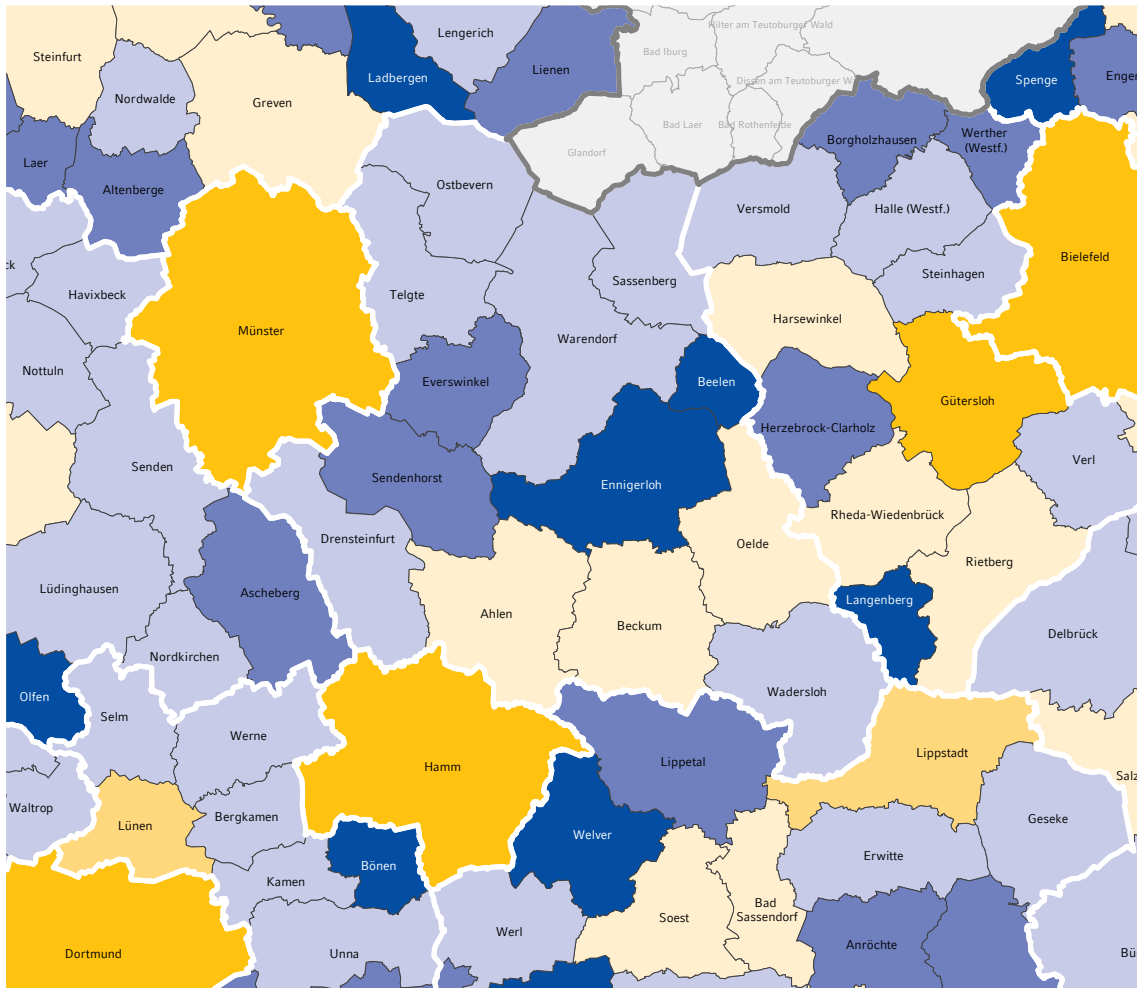 Lengerich
Hilter am Teutoburger Wald
Bad Iburg
Steinfurt
Lienen
Ladbergen
Dissen am Teutoburger W
Spenge
Enger
Nordwalde
Greven
Bad Laer
Bad Rothenfelde
Borgholzhausen
Werther
(Westf.)
Glandorf
Laer
Altenberge
Ostbevern
Versmold
Halle (Westf.)
Bielefeld
ck
Steinhagen
Sassenberg
Havixbeck
Telgte
Harsewinkel
Münster
Warendorf
Nottuln
Everswinkel
Beelen
Gütersloh
Herzebrock-Clarholz
Verl
Senden
Sendenhorst
Ennigerloh
Rheda-Wiedenbrück
Drensteinfurt
Oelde
Rietberg
Lüdinghausen
Ascheberg
Langenberg
Ahlen
Beckum
Delbrück
Nordkirchen
Olfen
Wadersloh
Selm
Werne
Lippstadt
Lippetal
Hamm
Salz
Waltrop
Bergkamen
Geseke
Lünen
Welver
Erwitte
Bönen
Kamen
Bad
Sassendorf
Soest
Werl
Anröchte
Dortmund
Unna
Bü